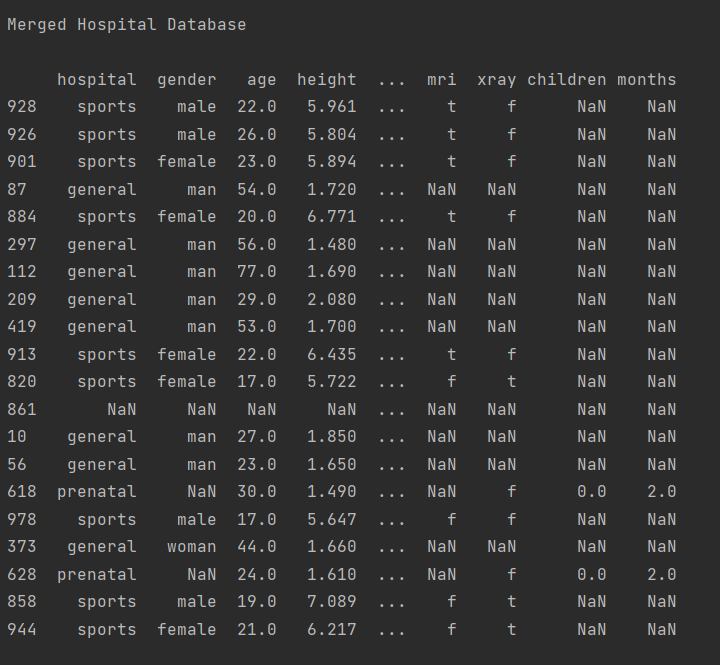 Merged Hospital Database
hospital gender age height ... mri xray children months
928 sports male 22.0 5.961 ... t f NaN NaN
926 sports male 26.0 5.804 ... t f NaN NaN
901 sports female 23.0 5.894 ... t f NaN NaN
87 general man 54.0 1.720 ... NaN NaN NaN NaN
884 sports female 20.0 6.771 ... t f NaN NaN
297 general man 56.0 1.480 ... NaN NaN NaN NaN
112 general man 77.0 1.690 ... NaN NaN NaN NaN
209 general man 29.0 2.080 ... NaN NaN NaN NaN
419 general man 53.0 1.700 ... NaN NaN NaN NaN
913 sports female 22.0 6.435 ... t f NaN NaN
820 sports female 17.0 5.722 ... f t NaN NaN
861 NaN NaN NaN NaN ... NaN NaN NaN NaN
10 general man 27.0 1.850 ... NaN NaN NaN NaN
56 general man 23.0 1.650 ... NaN NaN NaN NaN
618 prenatal NaN 30.0 1.490 ... NaN f 0.0 2.0
978 sports male 17.0 5.647 ... f f NaN NaN
373 general woman 44.0 1.660 ... NaN NaN NaN NaN
628 prenatal NaN 24.0 1.610 ... NaN f 0.0 2.0
858 sports male 19.0 7.089 ... f t NaN NaN
944 sports female 21.0 6.217 ... f t NaN NaN